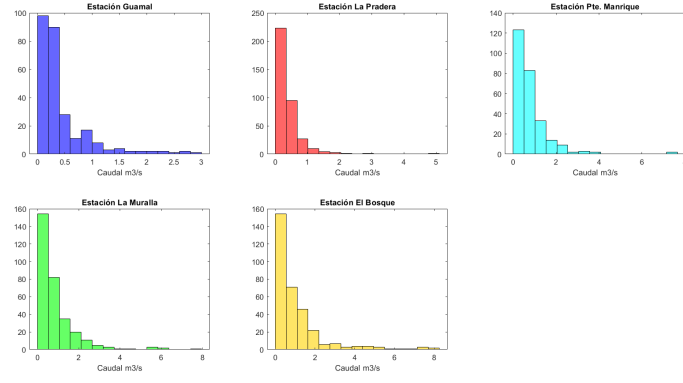 Estación Guamal
100
80
60
40
20
0
0 0.5 1 1.5 2 2.5 3
Caudal m3/s
Estación La Pradera
250
200
150
100
50
0
0 1 2 3 4 5
Caudal m3/s
Estación Pte. Manrique
140
120
100
80
60
40
20
0
0 2 4 6
Caudal m3/s
Estación La Muralla
160
140
120
100
80
60
40
20
0
0 2 4 6 8
Caudal m3/s
Estación El Bosque
160
140
120
100
80
60
40
20
0
0 2 4 6 8
Caudal m3/s